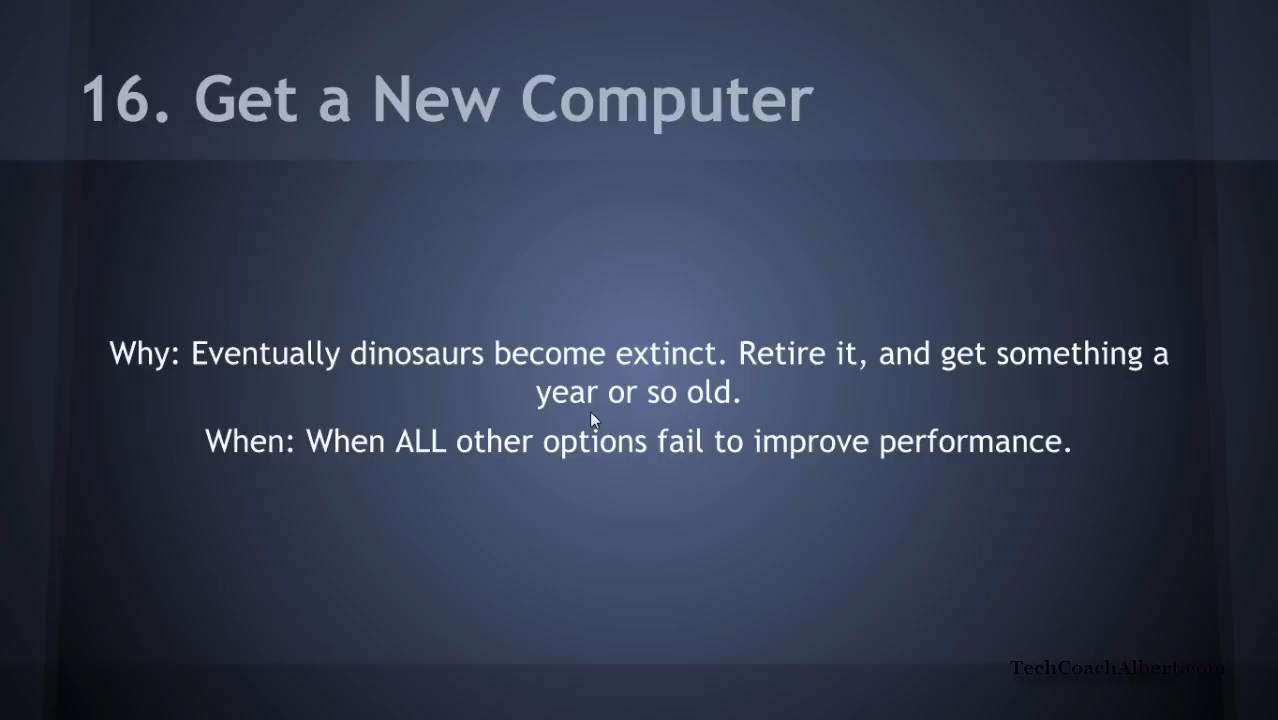 16. Get a New Computer
Why: Eventually dinosaurs become extinct. Retire it, and get something a
year or so old.
When: When ALL other options fail to improve performance.
TechCoachAlbert.com